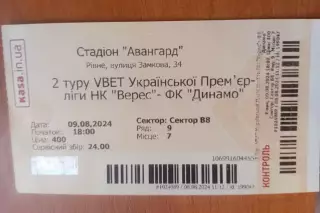 kasa.in.ua
Стадіон "Авангард"
Рівне, вулиця Замкова, 34
2 туру VBET Української Прем'єр-
ліги НК "Верес"- ФК "Динамо"
Дата: 09.08.2024
Початок: 18:00
Ціна: 400
Сервісний збір: 24.00
Сектор: Сектор B8
Ряд: 9
Місце: 7
КОНТРОЛЬ